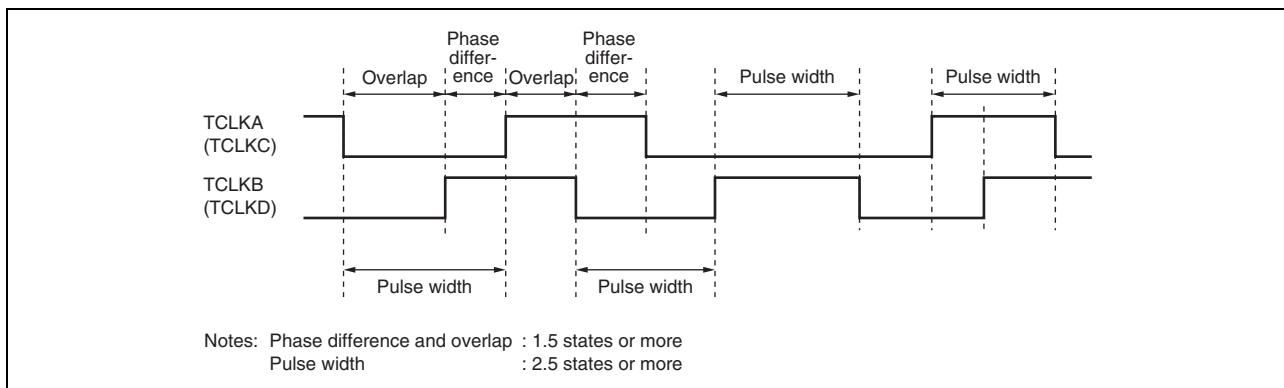 Phase
differ-
ence
Phase
differ-
ence
Overlap
Overlap
Pulse width
Pulse width
TCLKA
(TCLKC)
TCLKB
(TCLKD)
Pulse width
Pulse width
Notes: Phase difference and overlap : 1.5 states or more
Pulse width : 2.5 states or more